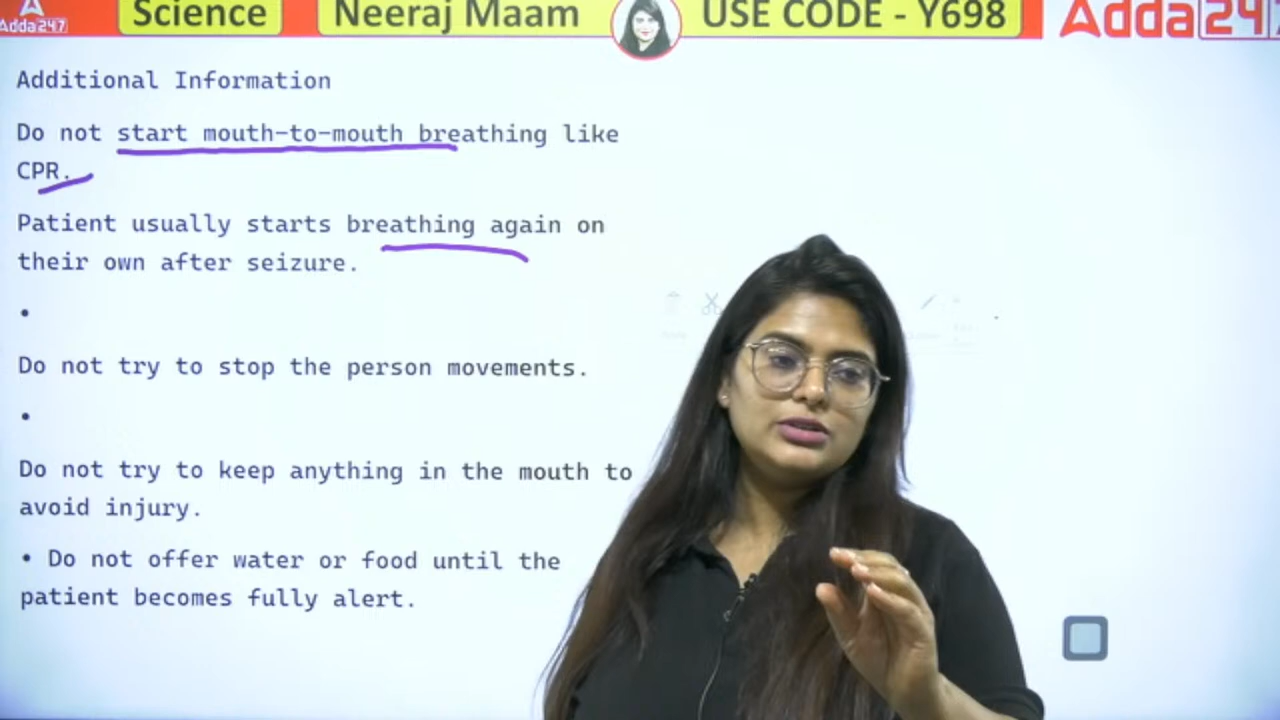 Adda247
Science
Neeraj Maam
USE CODE - Y698
Adda247
Additional Information
Do not start mouth-to-mouth breathing like
CPR.
Patient usually starts breathing again on
their own after seizure.
•
Do not try to stop the person movements.
•
Do not try to keep anything in the mouth to
avoid injury.
• Do not offer water or food until the
patient becomes fully alert.